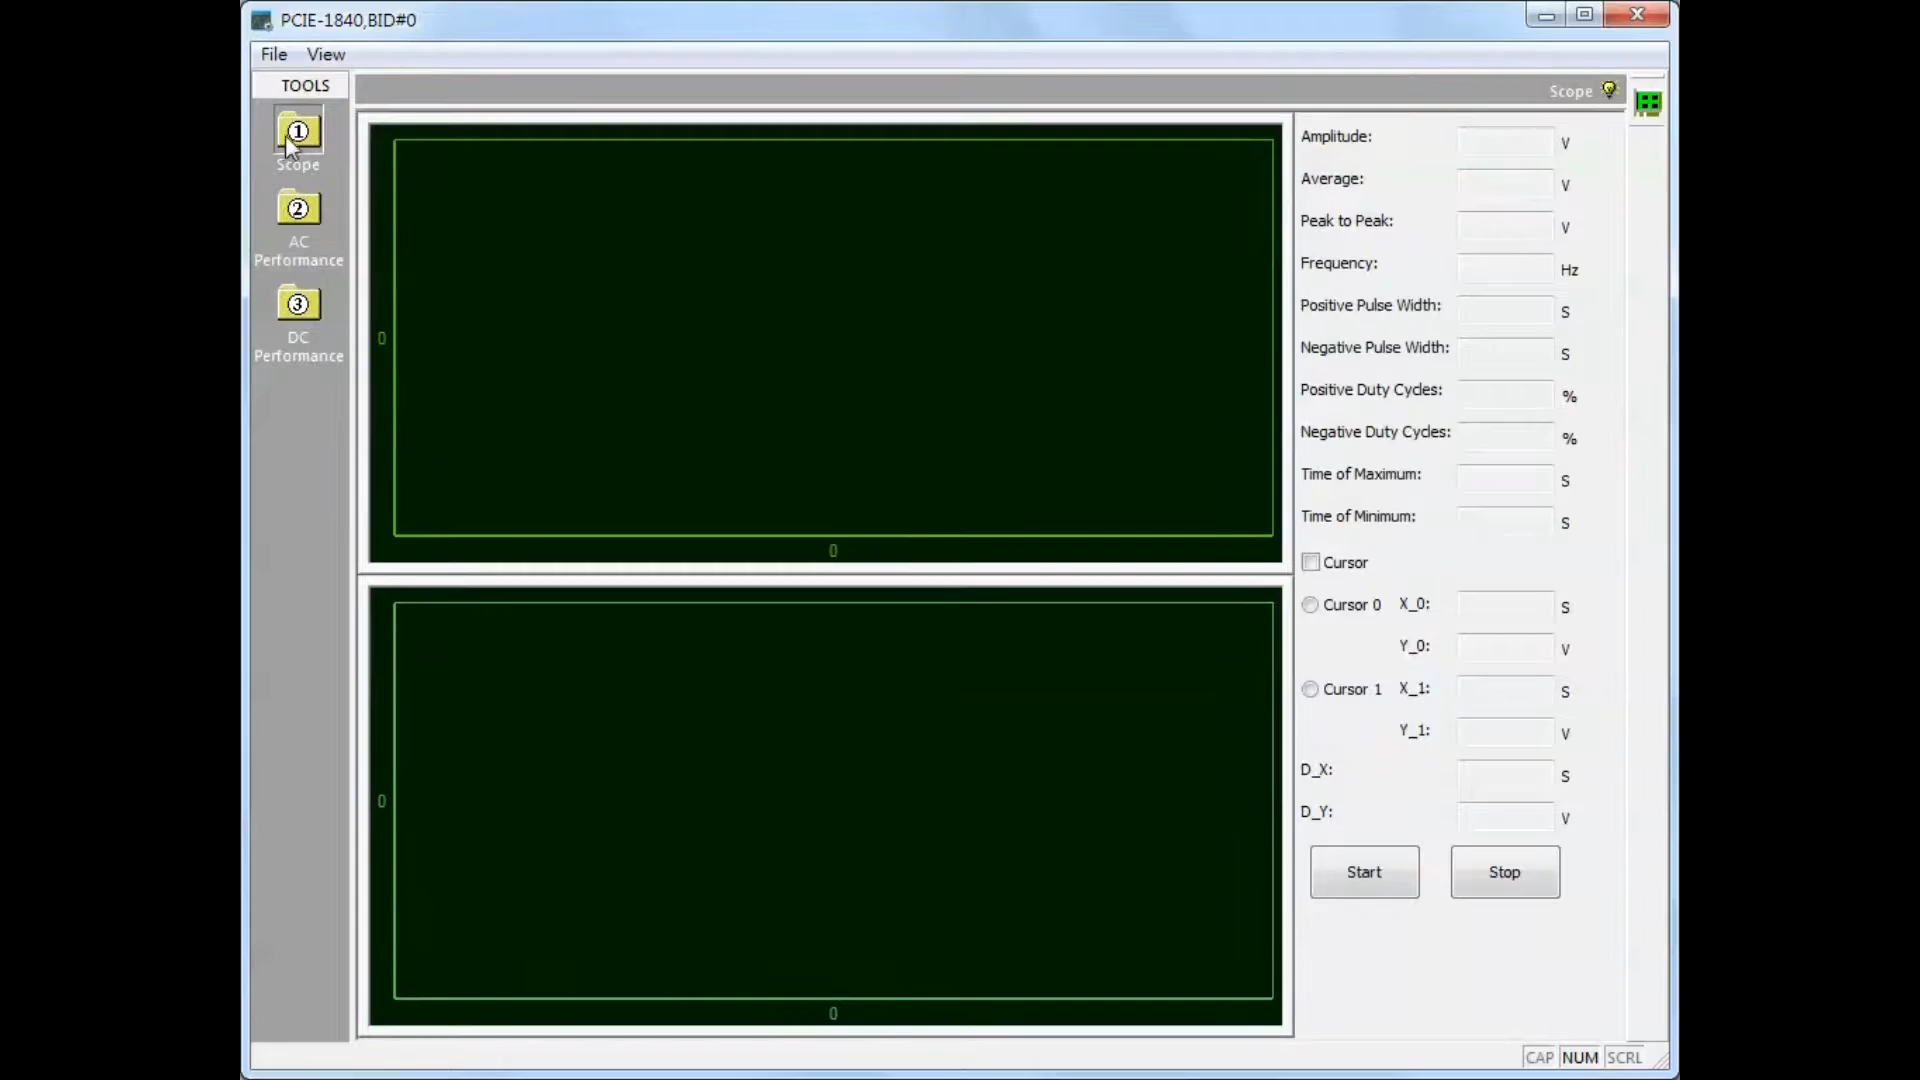 PCIE-1840,BID#0
File View
TOOLS
1
Scope
2
AC
Performance
3
DC
Performance
Scope
0
0
0
0
Amplitude: V
Average: V
Peak to Peak: V
Frequency: Hz
Positive Pulse Width: S
Negative Pulse Width: S
Positive Duty Cycles: %
Negative Duty Cycles: %
Time of Maximum: S
Time of Minimum: S
Cursor
Cursor 0 X_0: S
Y_0: V
Cursor 1 X_1: S
Y_1: V
D_X: S
D_Y: V
Start Stop
CAP NUM SCRL